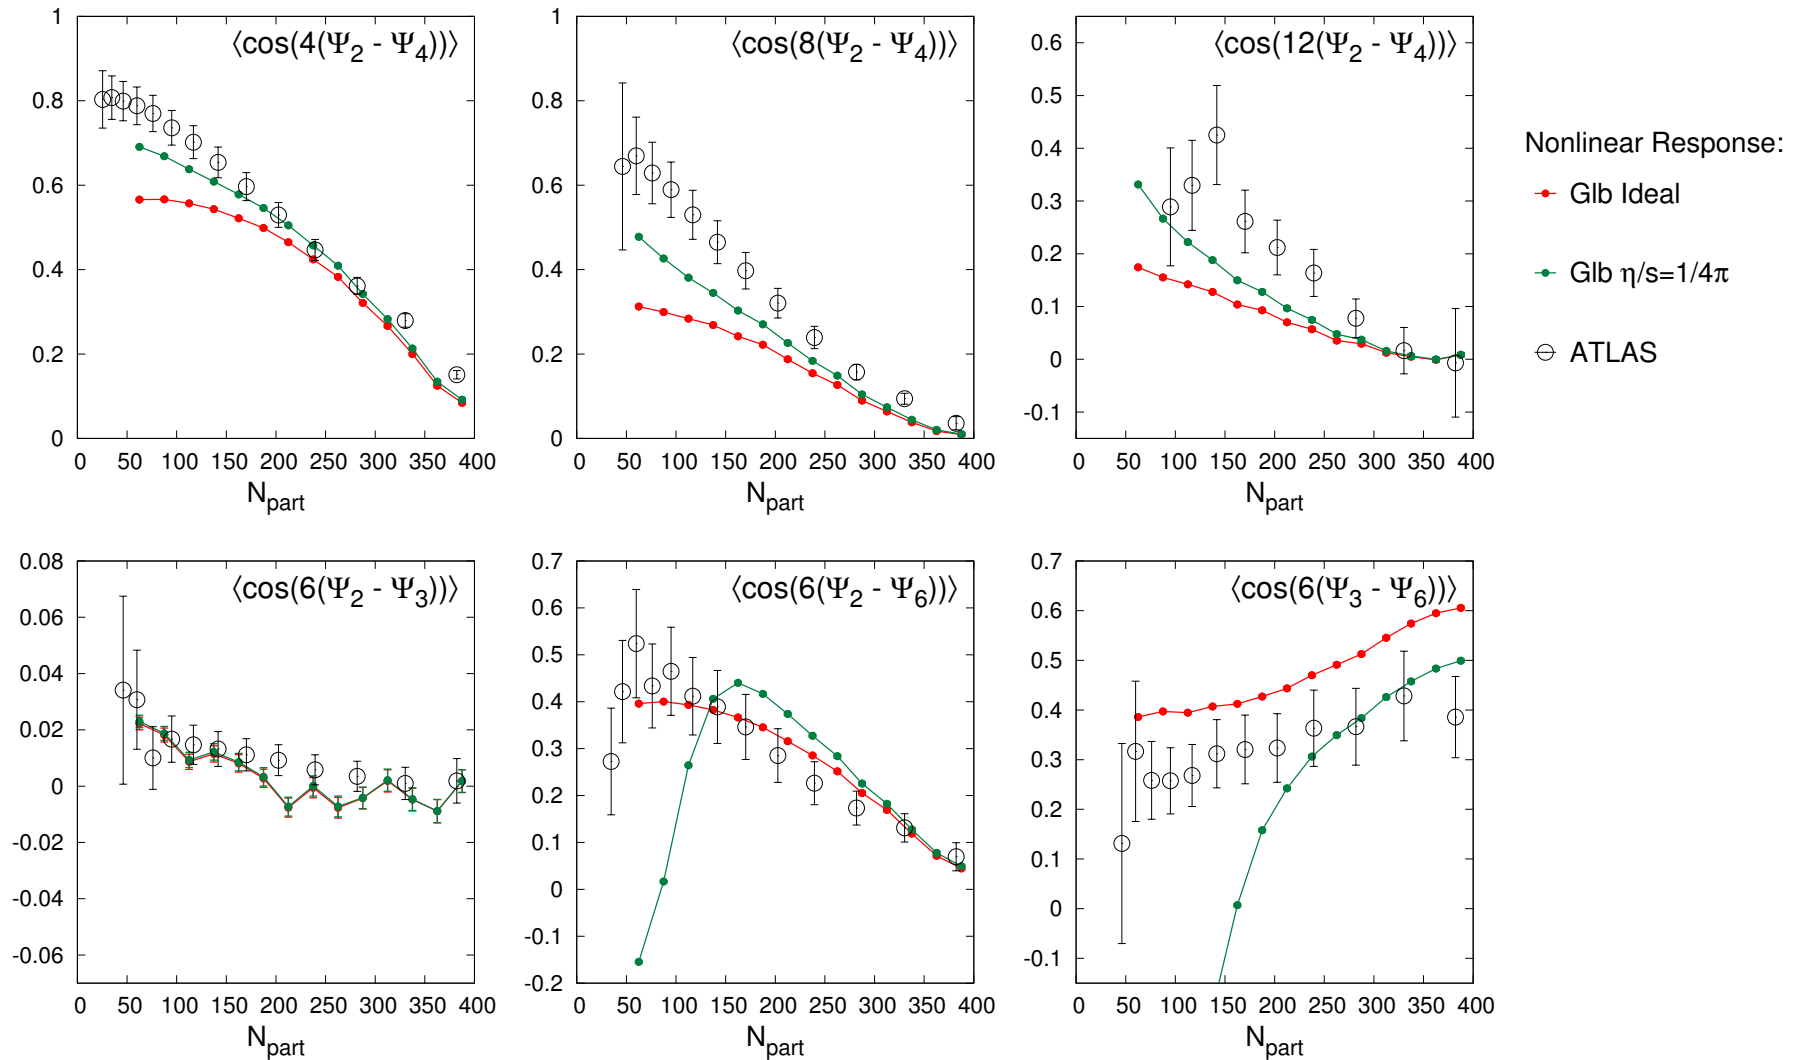 ⟨cos(4(Ψ2 - Ψ4))⟩
1
0.8
0.6
0.4
0.2
0
0 50 100 150 200 250 300 350 400
Npart
⟨cos(8(Ψ2 - Ψ4))⟩
1
0.8
0.6
0.4
0.2
0
0 50 100 150 200 250 300 350 400
Npart
⟨cos(12(Ψ2 - Ψ4))⟩
0.6
0.5
0.4
0.3
0.2
0.1
0
-0.1
0 50 100 150 200 250 300 350 400
Npart
Nonlinear Response:
Glb Ideal
Glb η/s=1/4π
ATLAS
⟨cos(6(Ψ2 - Ψ3))⟩
0.08
0.06
0.04
0.02
0
-0.02
-0.04
-0.06
0 50 100 150 200 250 300 350 400
Npart
⟨cos(6(Ψ2 - Ψ6))⟩
0.7
0.6
0.5
0.4
0.3
0.2
0.1
0
-0.1
-0.2
0 50 100 150 200 250 300 350 400
Npart
⟨cos(6(Ψ3 - Ψ6))⟩
0.7
0.6
0.5
0.4
0.3
0.2
0.1
0
-0.1
0 50 100 150 200 250 300 350 400
Npart